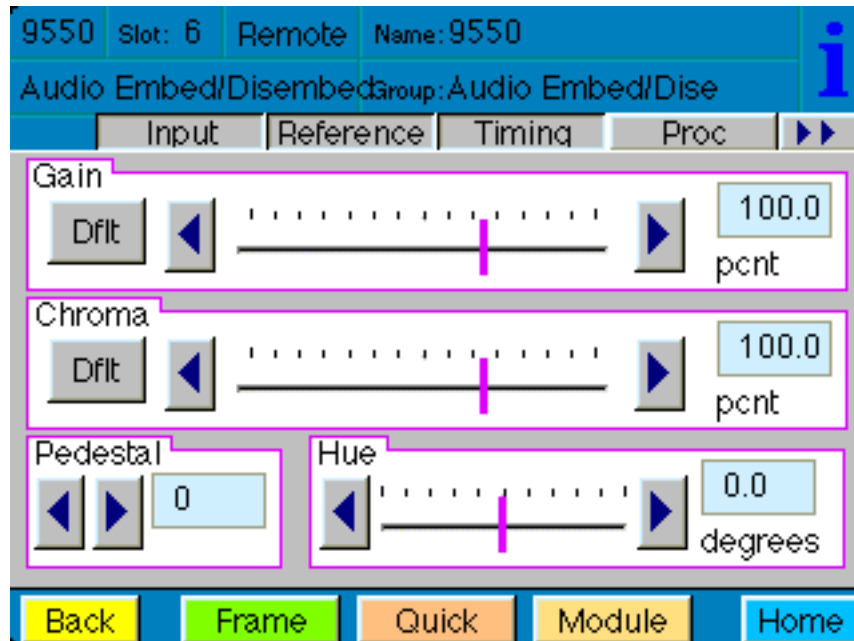 9550 Slot: 6 Remote Name: 9550
Audio Embed/Disembed Group: Audio Embed/Dise
i
Input Reference Timing Proc
Gain
Dflt 100.0
pcnt
Chroma
Dflt 100.0
pcnt
Pedestal Hue
0 0.0
degrees
Back Frame Quick Module Home